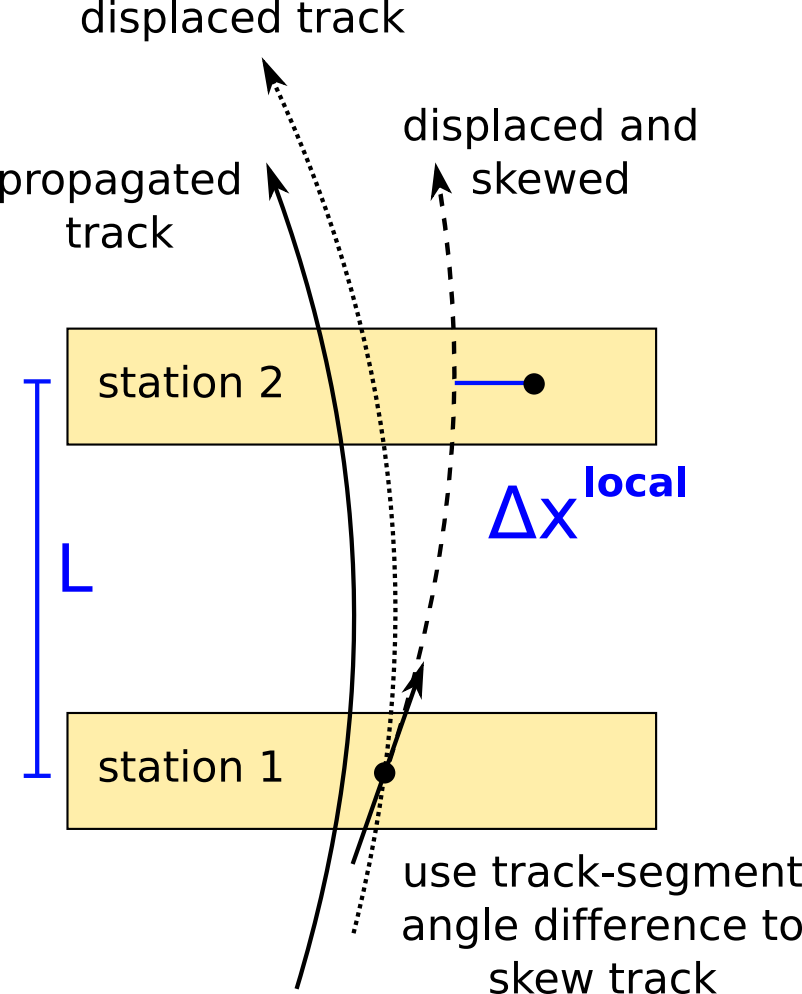 displaced track
displaced and
skewed
propagated
track
station 2
Δx^local
L
station 1
use track-segment
angle difference to
skew track